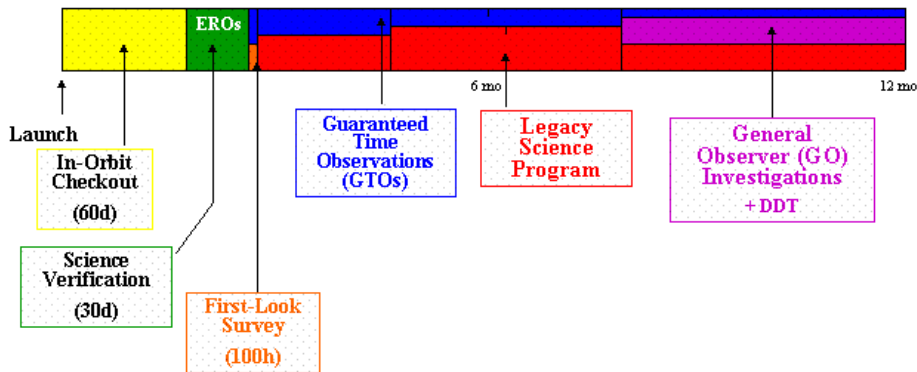 EROs
6 mo
12 mo
Launch
In-Orbit
Checkout
(60d)
Guaranteed
Time
Observations
(GTOs)
Legacy
Science
Program
General
Observer (GO)
Investigations
+ DDT
Science
Verification
(30d)
First-Look
Survey
(100h)